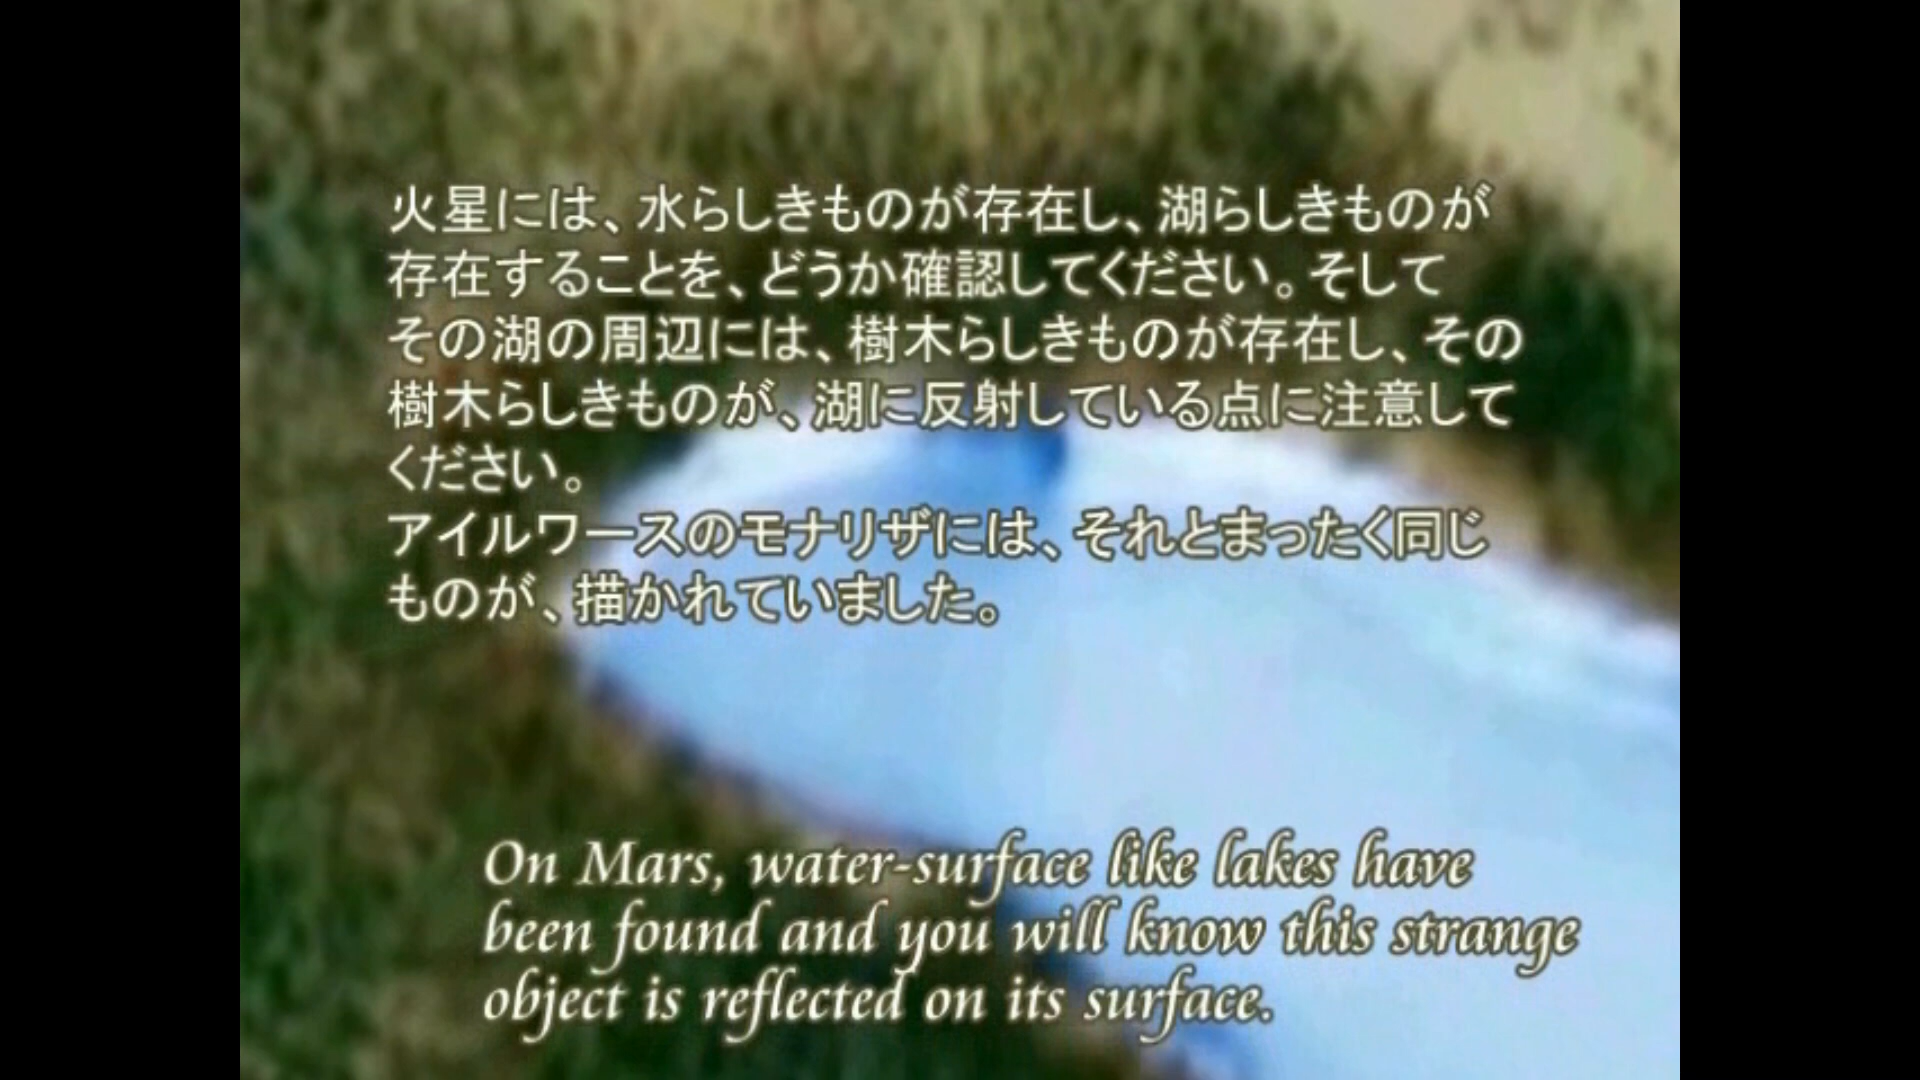 火星には、水らしきものが存在し、湖らしきものが
存在することを、どうか確認してください。そして
その湖の周辺には、樹木らしきものが存在し、その
樹木らしきものが、湖に反射している点に注意して
ください。
アイルワースのモナリザには、それとまったく同じ
ものが、描かれていました。
On Mars, water-surface like lakes have
been found and you will know this strange
object is reflected on its surface.